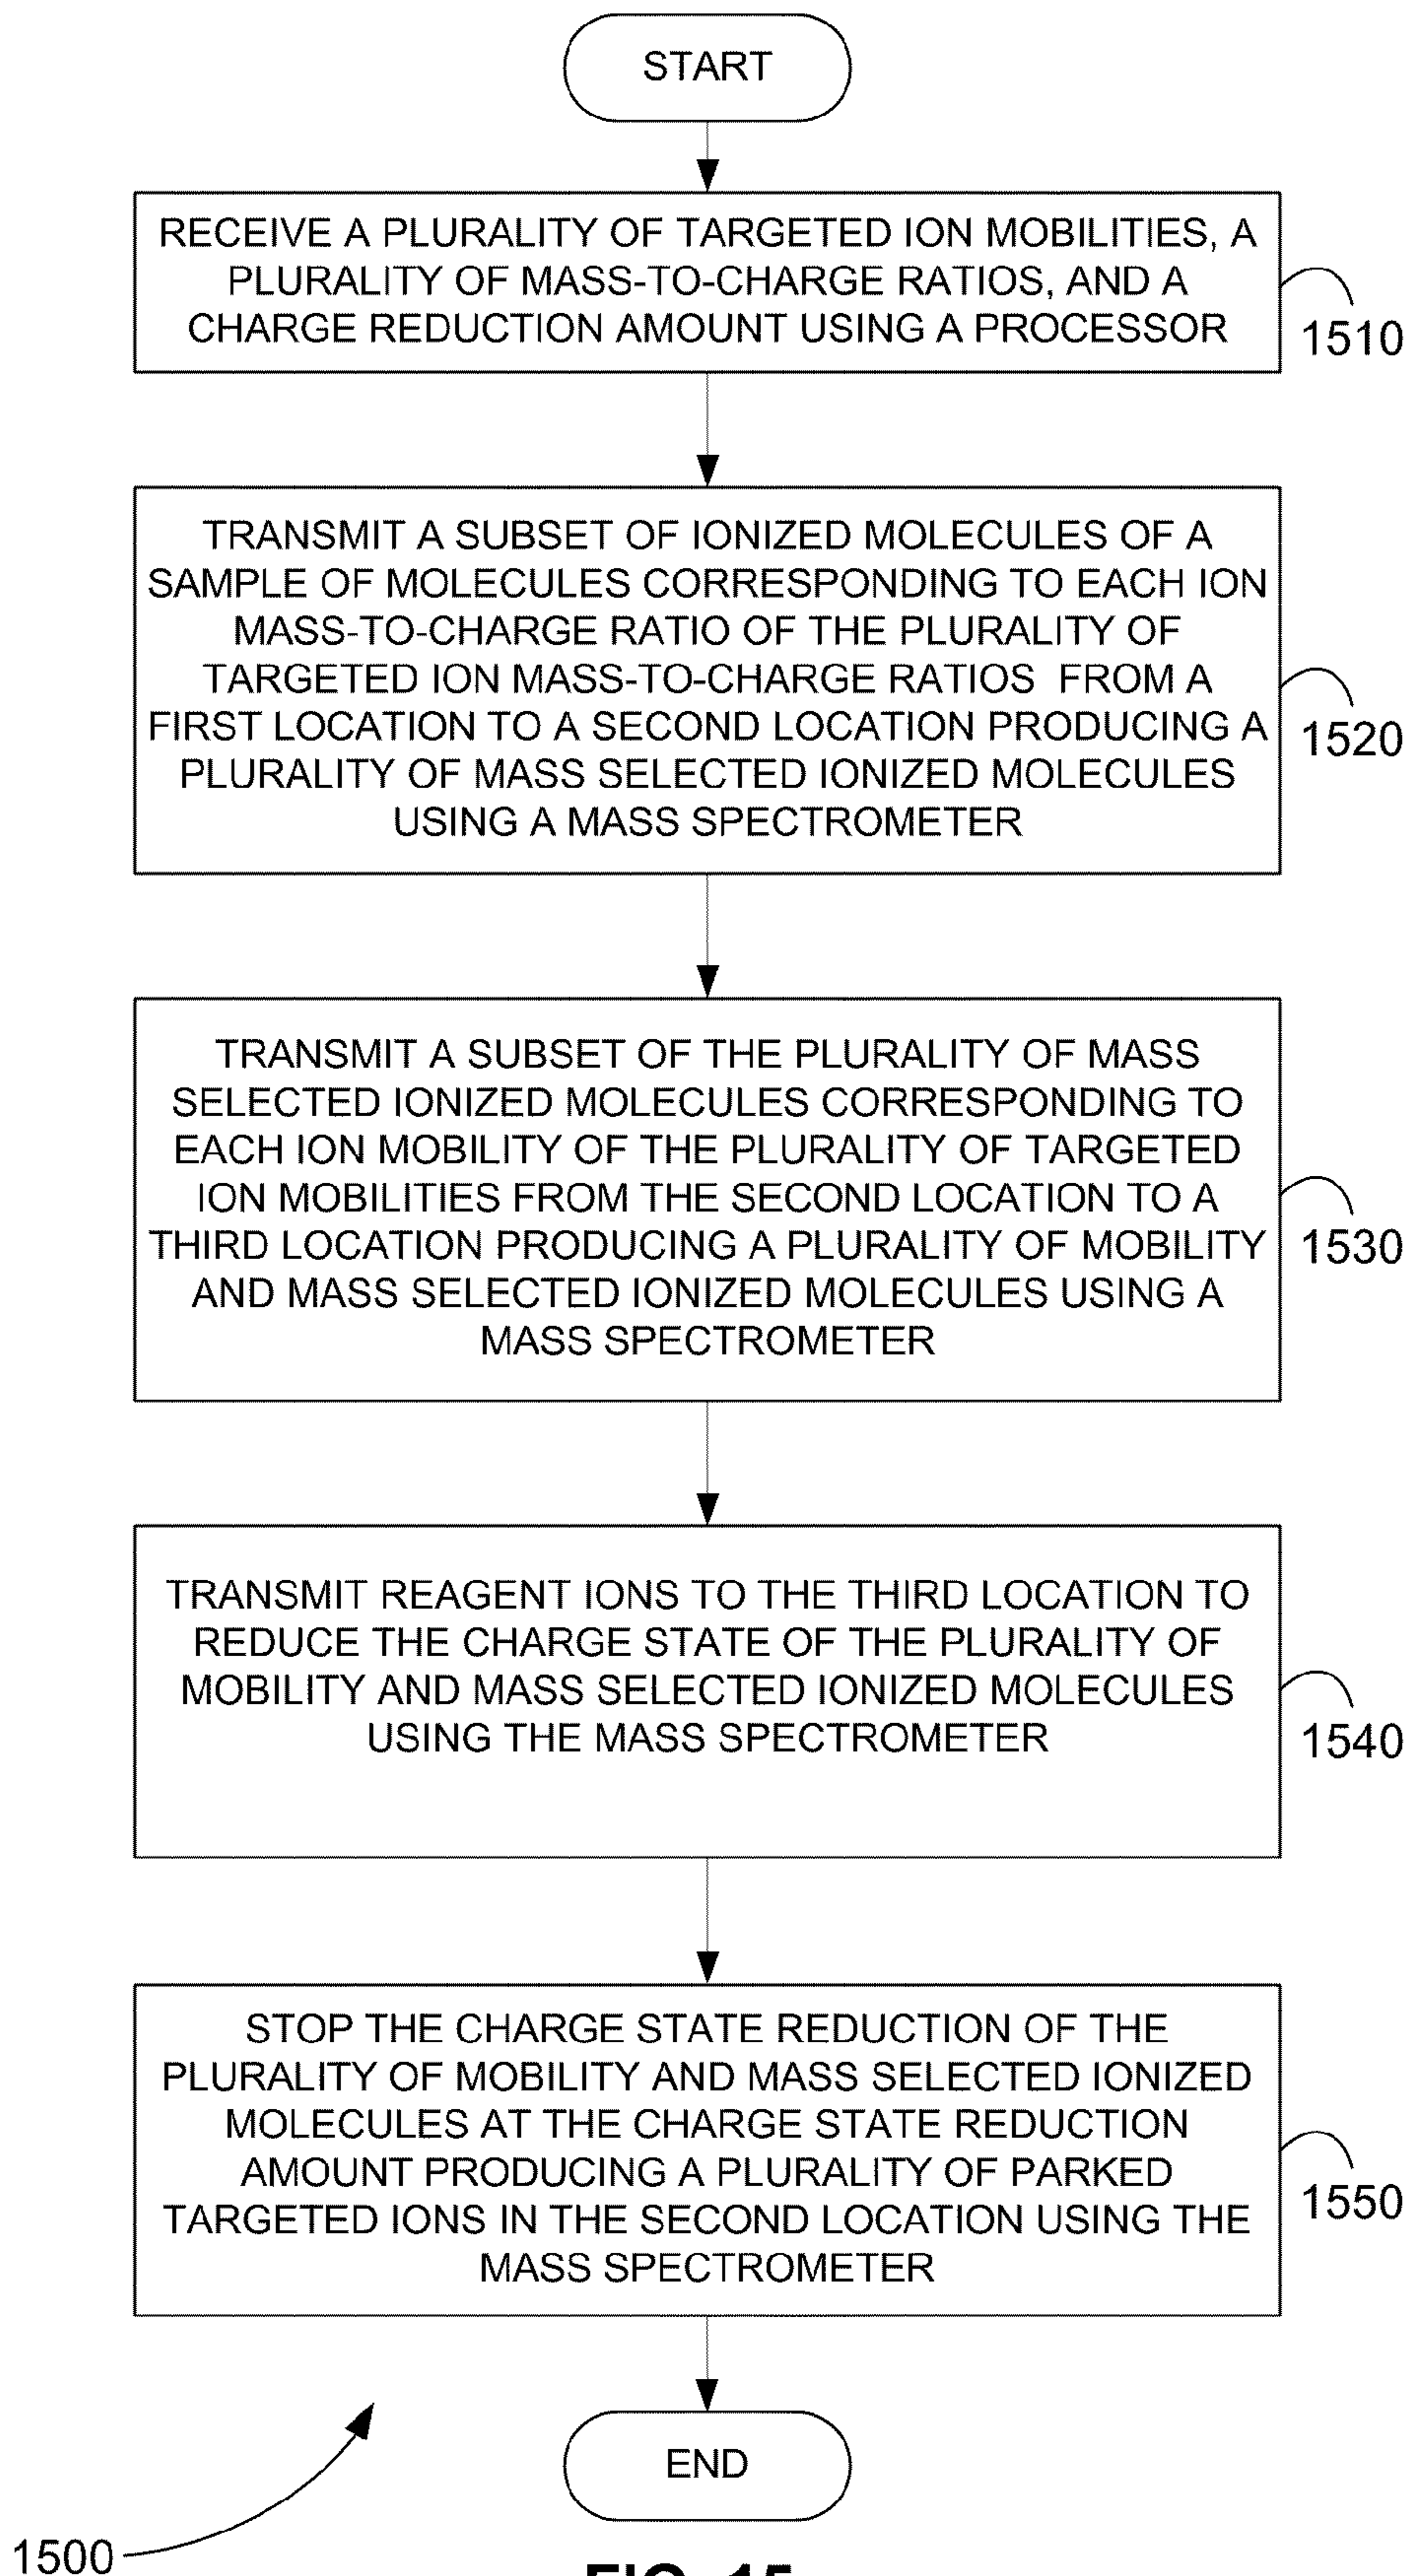 START
RECEIVE A PLURALITY OF TARGETED ION MOBILITIES, A
PLURALITY OF MASS-TO-CHARGE RATIOS, AND A
CHARGE REDUCTION AMOUNT USING A PROCESSOR
1510
TRANSMIT A SUBSET OF IONIZED MOLECULES OF A
SAMPLE OF MOLECULES CORRESPONDING TO EACH ION
MASS-TO-CHARGE RATIO OF THE PLURALITY OF
TARGETED ION MASS-TO-CHARGE RATIOS FROM A
FIRST LOCATION TO A SECOND LOCATION PRODUCING A
PLURALITY OF MASS SELECTED IONIZED MOLECULES
USING A MASS SPECTROMETER
1520
TRANSMIT A SUBSET OF THE PLURALITY OF MASS
SELECTED IONIZED MOLECULES CORRESPONDING TO
EACH ION MOBILITY OF THE PLURALITY OF TARGETED
ION MOBILITIES FROM THE SECOND LOCATION TO A
THIRD LOCATION PRODUCING A PLURALITY OF MOBILITY
AND MASS SELECTED IONIZED MOLECULES USING A
MASS SPECTROMETER
1530
TRANSMIT REAGENT IONS TO THE THIRD LOCATION TO
REDUCE THE CHARGE STATE OF THE PLURALITY OF
MOBILITY AND MASS SELECTED IONIZED MOLECULES
USING THE MASS SPECTROMETER
1540
STOP THE CHARGE STATE REDUCTION OF THE
PLURALITY OF MOBILITY AND MASS SELECTED IONIZED
MOLECULES AT THE CHARGE STATE REDUCTION
AMOUNT PRODUCING A PLURALITY OF PARKED
TARGETED IONS IN THE SECOND LOCATION USING THE
MASS SPECTROMETER
1550
END
1500
FIG. 15